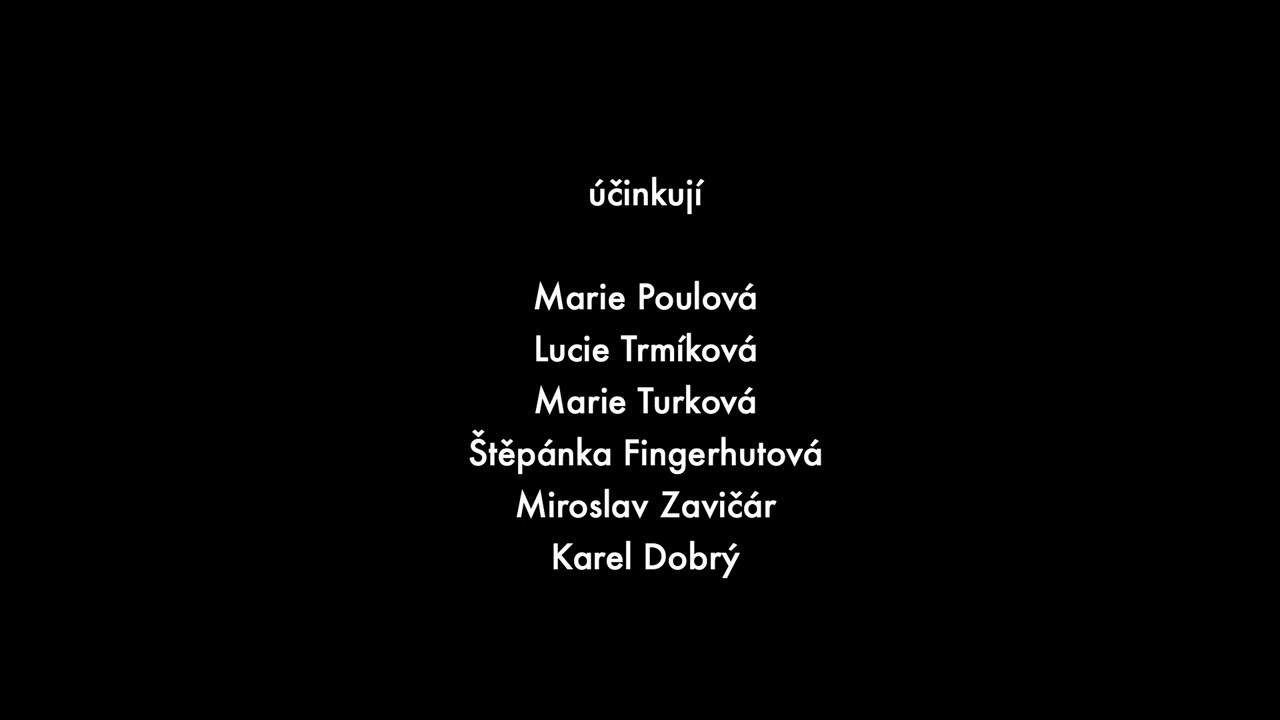 účinkují
Marie Poulová
Lucie Trmíková
Marie Turková
Štěpánka Fingerhutová
Miroslav Zavičár
Karel Dobrý